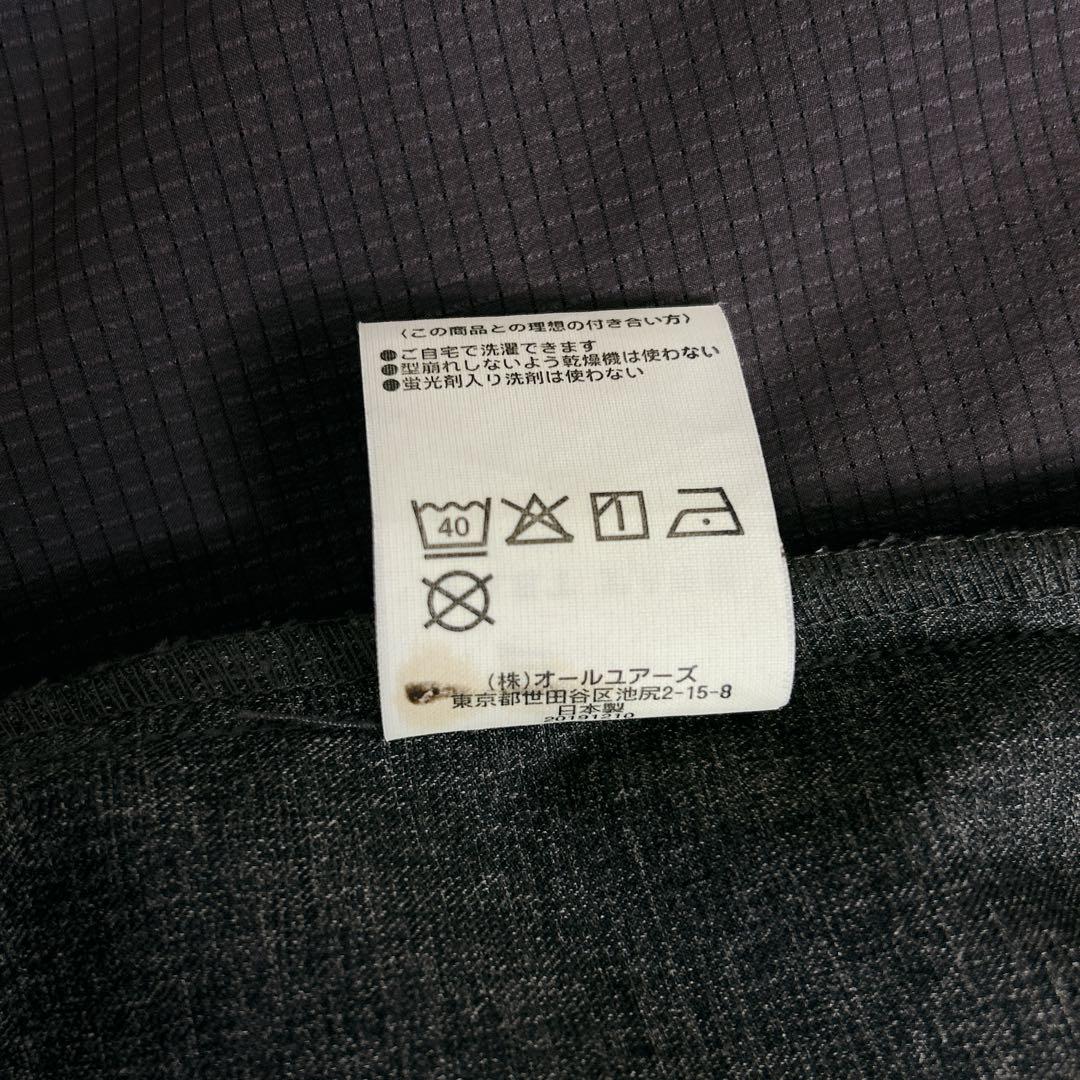 〈この商品との理想の付き合い方〉
●ご自宅で洗濯できます
●型崩れしないよう乾燥機は使わない
●蛍光剤入り洗剤は使わない
40
(株)オールユアーズ
東京都世田谷区池尻2-15-8
日本製
20191210